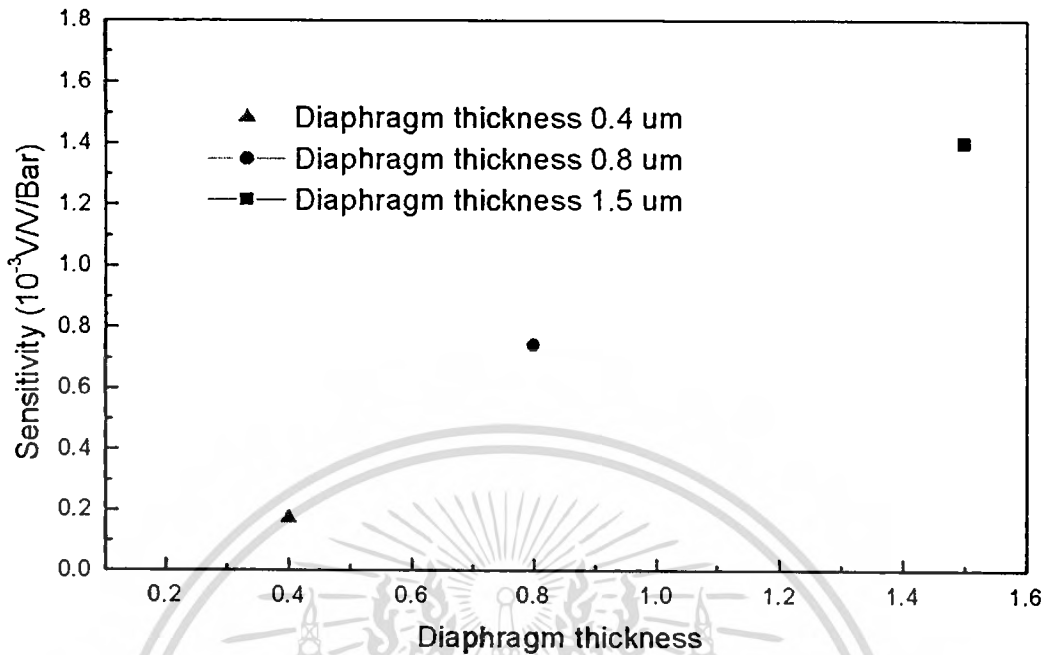 1.8
1.6
1.4
1.2
1.0
0.8
0.6
0.4
0.2
0.0
Sensitivity (10⁻³V/V/Bar)
Diaphragm thickness 0.4 um
Diaphragm thickness 0.8 um
Diaphragm thickness 1.5 um
0.2 0.4 0.6 0.8 1.0 1.2 1.4 1.6
Diaphragm thickness